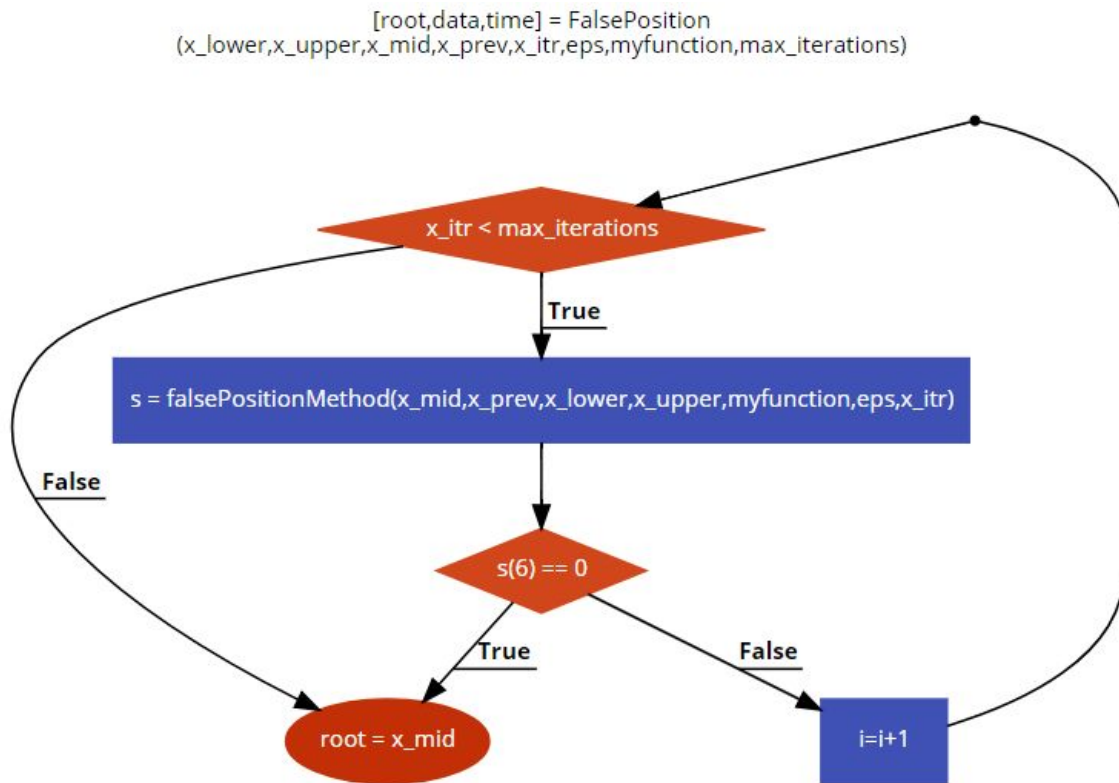 [root,data,time] = FalsePosition
(x_lower,x_upper,x_mid,x_prev,x_itr,eps,myfunction,max_iterations)
x_itr < max_iterations
True
s = falsePositionMethod(x_mid,x_prev,x_lower,x_upper,myfunction,eps,x_itr)
False
s(6) == 0
True
False
root = x_mid
i=i+1